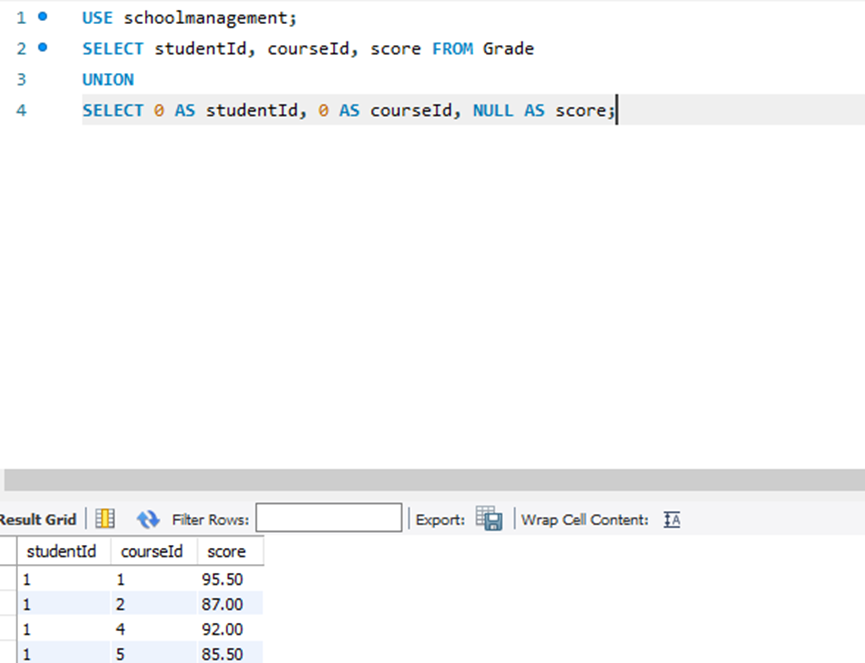 1 USE schoolmanagement;
2 SELECT studentId, courseId, score FROM Grade
3 UNION
4 SELECT 0 AS studentId, 0 AS courseId, NULL AS score;
Result Grid Filter Rows: Export: Wrap Cell Content: IA
studentId courseId score
1 1 95.50
1 2 87.00
1 4 92.00
1 5 85.50